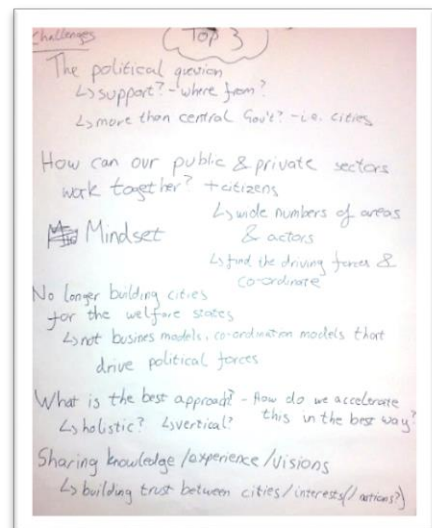 Challenges
Top 3
The political question
↳ support? - where from?
↳ more than central Gov't? - i.e. cities
How can our public & private sectors
work together? + citizens
↳ wide numbers of areas
& actors
Mindset
↳ find the driving forces &
co-ordinate
No longer building cities
for the welfare states
↳ not busines models, co-ordination models that
drive political forces
What is the best approach? - How do we accelerate
this in the best way?
↳ holistic? ↳ vertical?
Sharing knowledge/experience/visions
↳ building trust between cities/interests(/actions?)